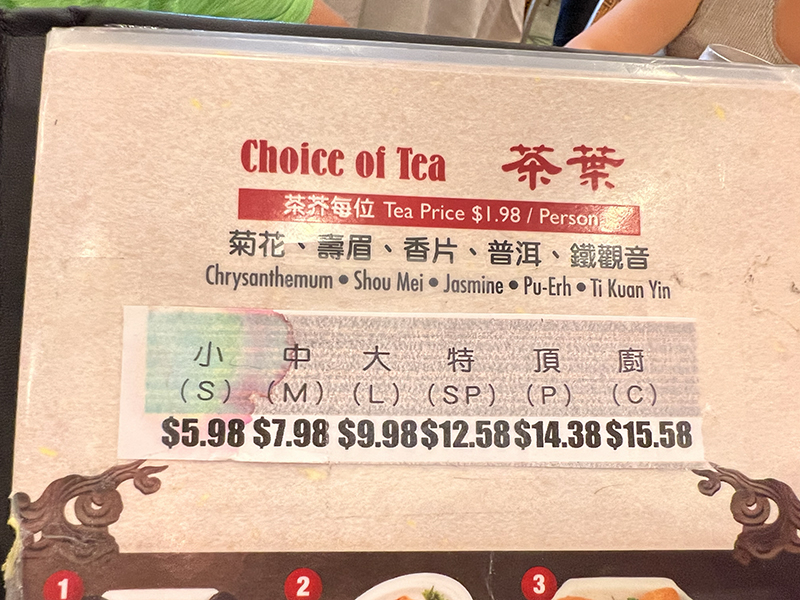 Choice of Tea 茶葉
茶芥每位 Tea Price $1.98 / Person
菊花、壽眉、香片、普洱、鐵觀音
Chrysanthemum • Shou Mei • Jasmine • Pu-Erh • Ti Kuan Yin
小 中 大 特 頂 廚
(S) (M) (L) (SP) (P) (C)
$5.98 $7.98 $9.98 $12.58 $14.38 $15.58
1 2 3